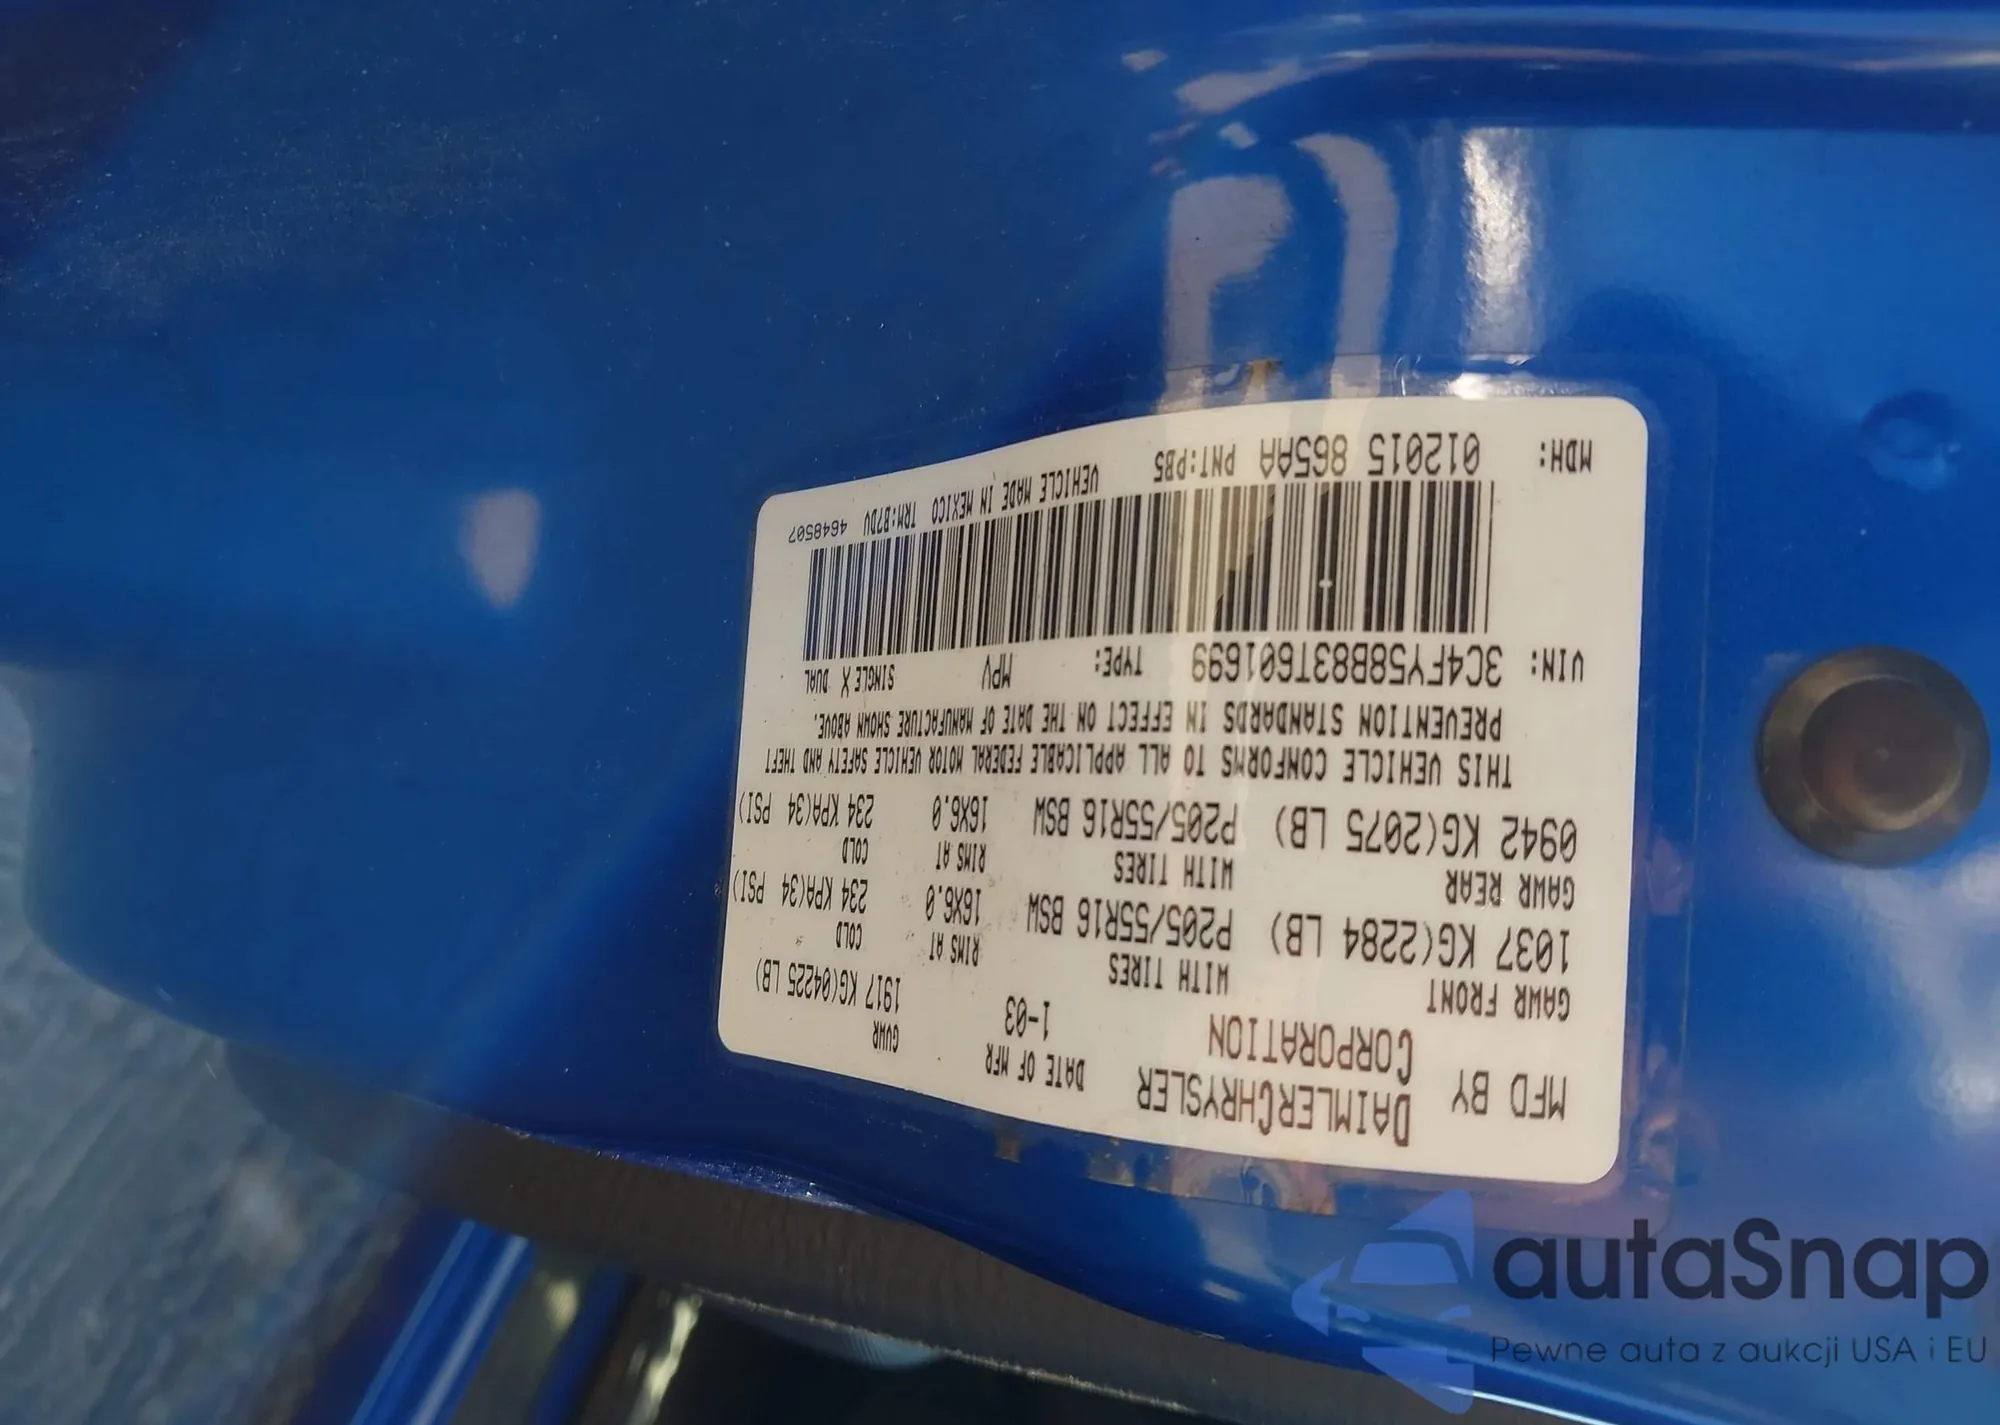 MFD BY DAIMLERCHRYSLER CORPORATION
DATE OF MFR 1-03
GVWR 1917 KG(04225 LB)
GAWR FRONT WITH TIRES RIMS AT COLD
1037 KG(2284 LB) P205/55R16 BSW 16X6.0 234 KPA(34 PSI)
GAWR REAR WITH TIRES RIMS AT COLD
0942 KG(2075 LB) P205/55R16 BSW 16X6.0 234 KPA(34 PSI)
THIS VEHICLE CONFORMS TO ALL APPLICABLE FEDERAL MOTOR VEHICLE SAFETY AND THEFT
PREVENTION STANDARDS IN EFFECT ON THE DATE OF MANUFACTURE SHOWN ABOVE.
VIN: 3C4FY58B83T601699 TYPE: MPV SINGLE X DUAL
MDH: 012015 865AA PNT:PB5 VEHICLE MADE IN MEXICO TRM:B7DV 4648507
autaSnap
Pewne auta z aukcji USA i EU